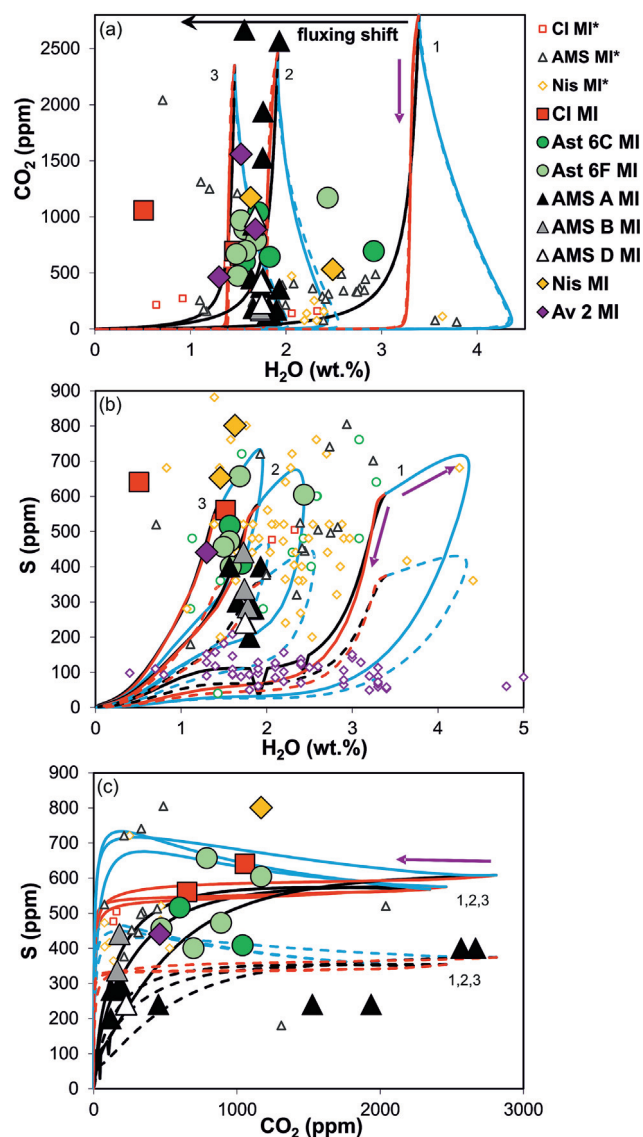 (a)
fluxing shift
3
2
1
2500
2000
1500
1000
500
0
CO2 (ppm)
0
1
2
3
4
H2O (wt.%)
Cl MI*
AMS MI*
Nis MI*
Cl MI
Ast 6C MI
Ast 6F MI
AMS A MI
AMS B MI
AMS D MI
Nis MI
Av 2 MI
(b)
900
800
700
600
500
400
300
200
100
0
S (ppm)
3
2
1
0
1
2
3
4
5
H2O (wt.%)
(c)
900
800
700
600
500
400
300
200
100
0
S (ppm)
1,2,3
1,2,3
0
1000
2000
3000
CO2 (ppm)